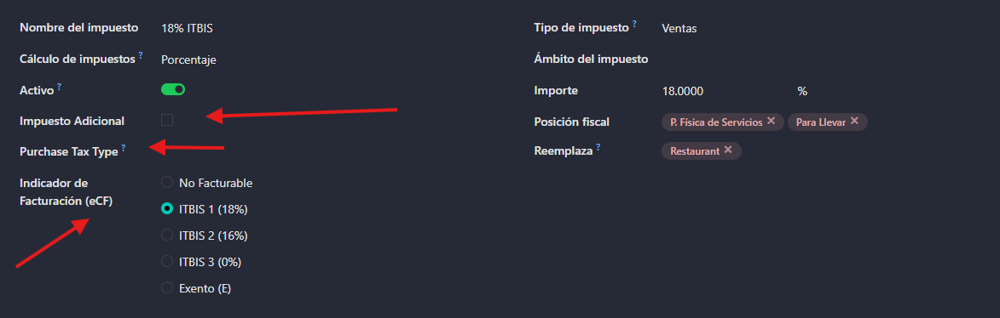 Nombre del impuesto 18% ITBIS
Cálculo de impuestos ? Porcentaje
Activo ?
Impuesto Adicional
Purchase Tax Type ?
Indicador de
Facturación (eCF)
No Facturable
ITBIS 1 (18%)
ITBIS 2 (16%)
ITBIS 3 (0%)
Exento (E)
Tipo de impuesto ? Ventas
Ámbito del impuesto
Importe 18.0000 %
Posición fiscal P. Física de Servicios × Para Llevar ×
Reemplaza ? Restaurant ×